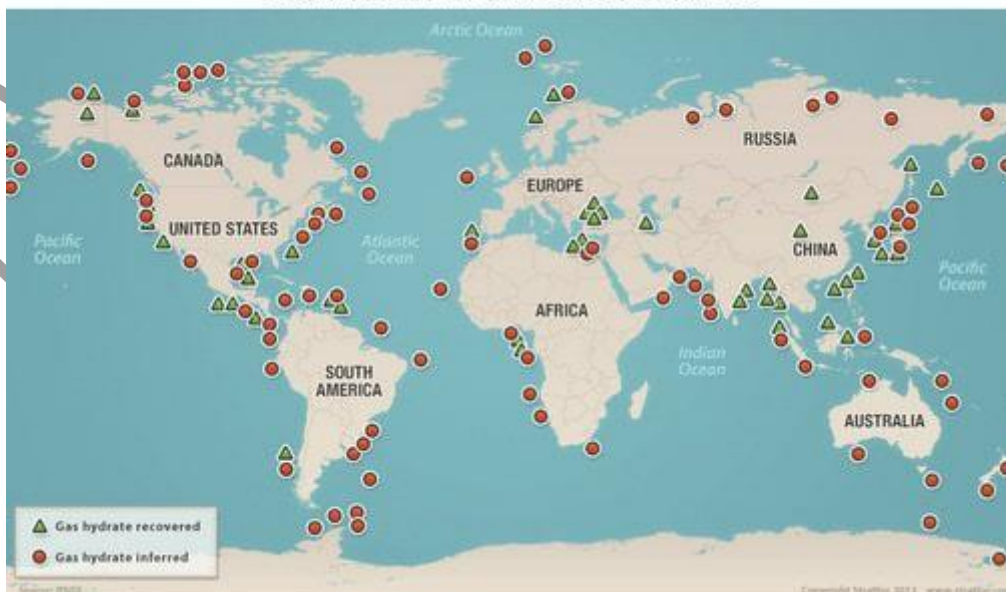 Arctic Ocean
CANADA
RUSSIA
EUROPE
UNITED STATES
Pacific
Ocean
Atlantic
Ocean
CHINA
Pacific
Ocean
AFRICA
Indian
Ocean
SOUTH
AMERICA
AUSTRALIA
Gas hydrate recovered
Gas hydrate inferred